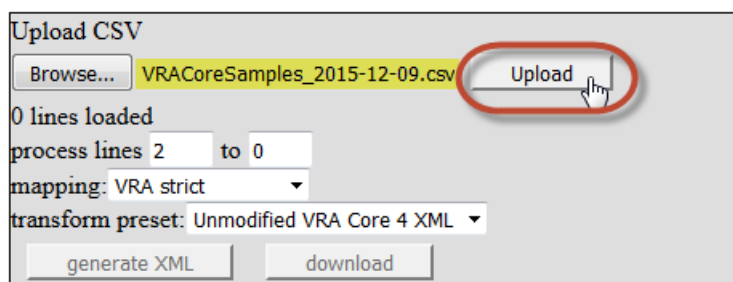 Upload CSV
Browse... VRACoreSamples_2015-12-09.csv Upload
0 lines loaded
process lines 2 to 0
mapping: VRA strict
transform preset: Unmodified VRA Core 4 XML
generate XML download